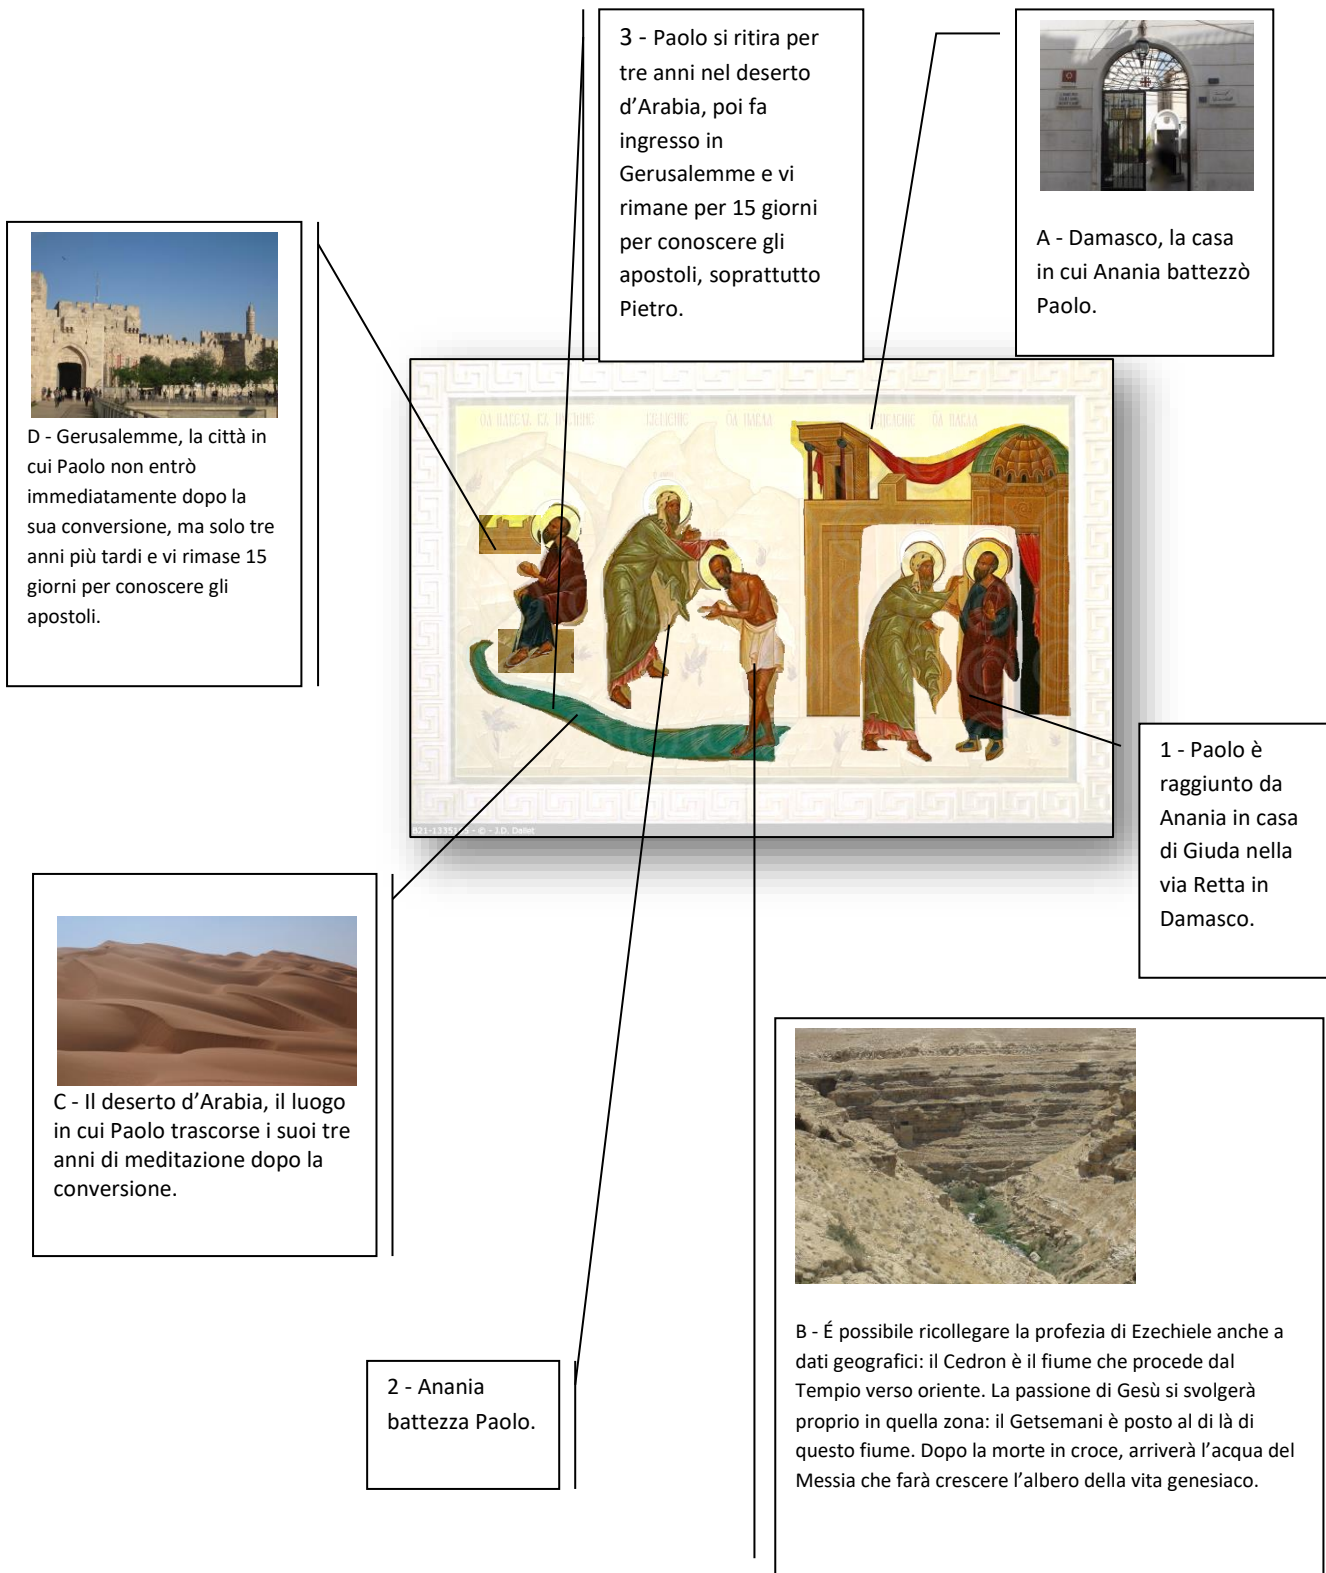 3 - Paolo si ritira per
tre anni nel deserto
d’Arabia, poi fa
ingresso in
Gerusalemme e vi
rimane per 15 giorni
per conoscere gli
apostoli, soprattutto
Pietro.
A - Damasco, la casa
in cui Anania battezzò
Paolo.
D - Gerusalemme, la città in
cui Paolo non entrò
immediatamente dopo la
sua conversione, ma solo tre
anni più tardi e vi rimase 15
giorni per conoscere gli
apostoli.
J.D. Dallet
1 - Paolo è
raggiunto da
Anania in casa
di Giuda nella
via Retta in
Damasco.
C - Il deserto d’Arabia, il luogo
in cui Paolo trascorse i suoi tre
anni di meditazione dopo la
conversione.
2 - Anania
battezza Paolo.
B - É possibile ricollegare la profezia di Ezechiele anche a
dati geografici: il Cedron è il fiume che procede dal
Tempio verso oriente. La passione di Gesù si svolgerà
proprio in quella zona: il Getsemani è posto al di là di
questo fiume. Dopo la morte in croce, arriverà l’acqua del
Messia che farà crescere l’albero della vita genesiaco.